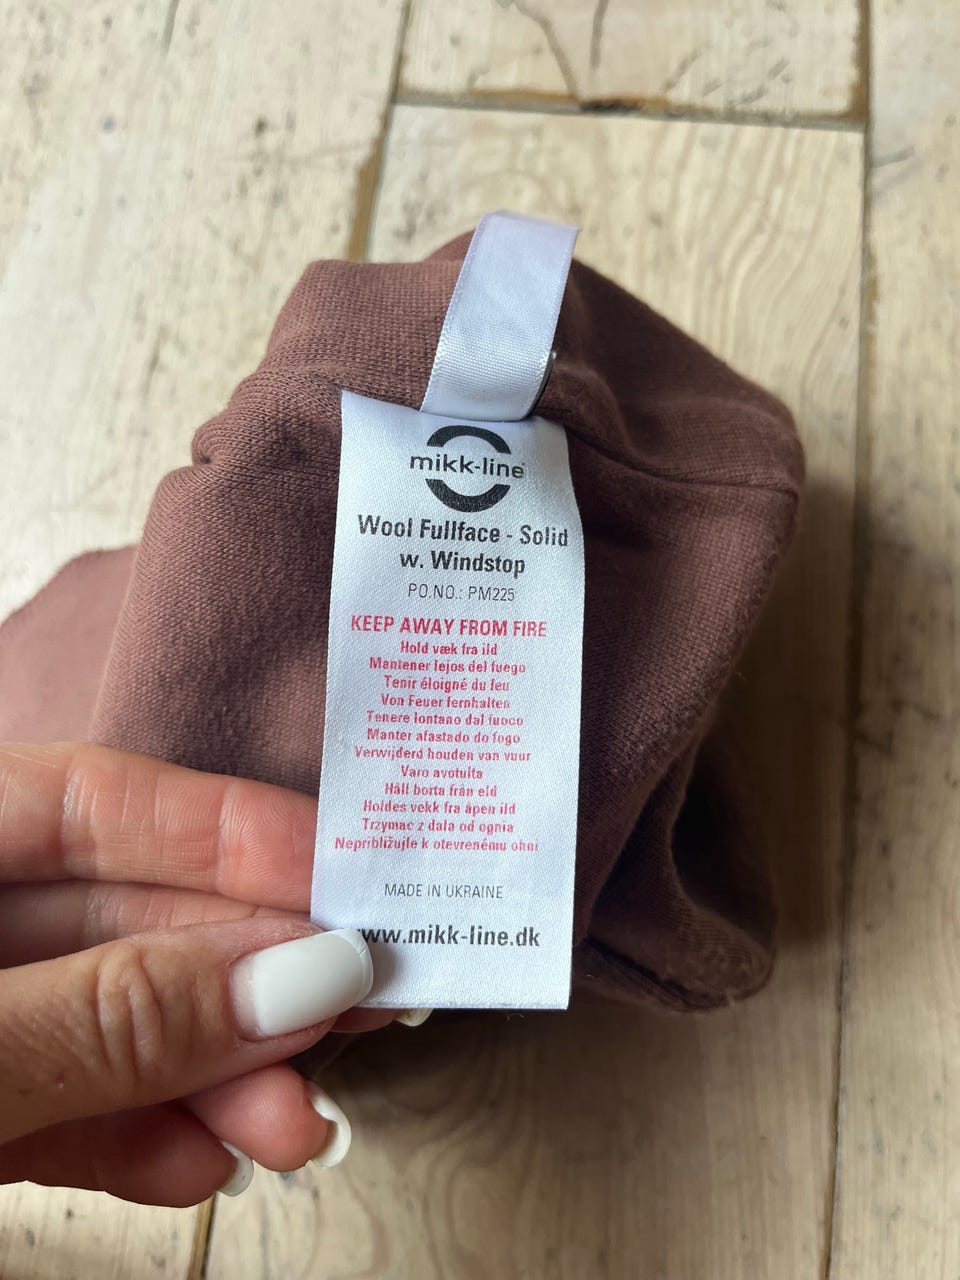 mikk-line
Wool Fullface - Solid
w. Windstop
PO.NO.: PM225
KEEP AWAY FROM FIRE
Hold væk fra ild
Mantener lejos del fuego
Tenir éloigné du feu
Von Feuer fernhalten
Tenere lontano dal fuoco
Manter afastado do fogo
Verwijderd houden van vuur
Varo avotulta
Håll borta från eld
Holdes vekk fra åpen ild
Trzymac z dala od ognia
Nepribližujle k otevrenému ohni
MADE IN UKRAINE
www.mikk-line.dk